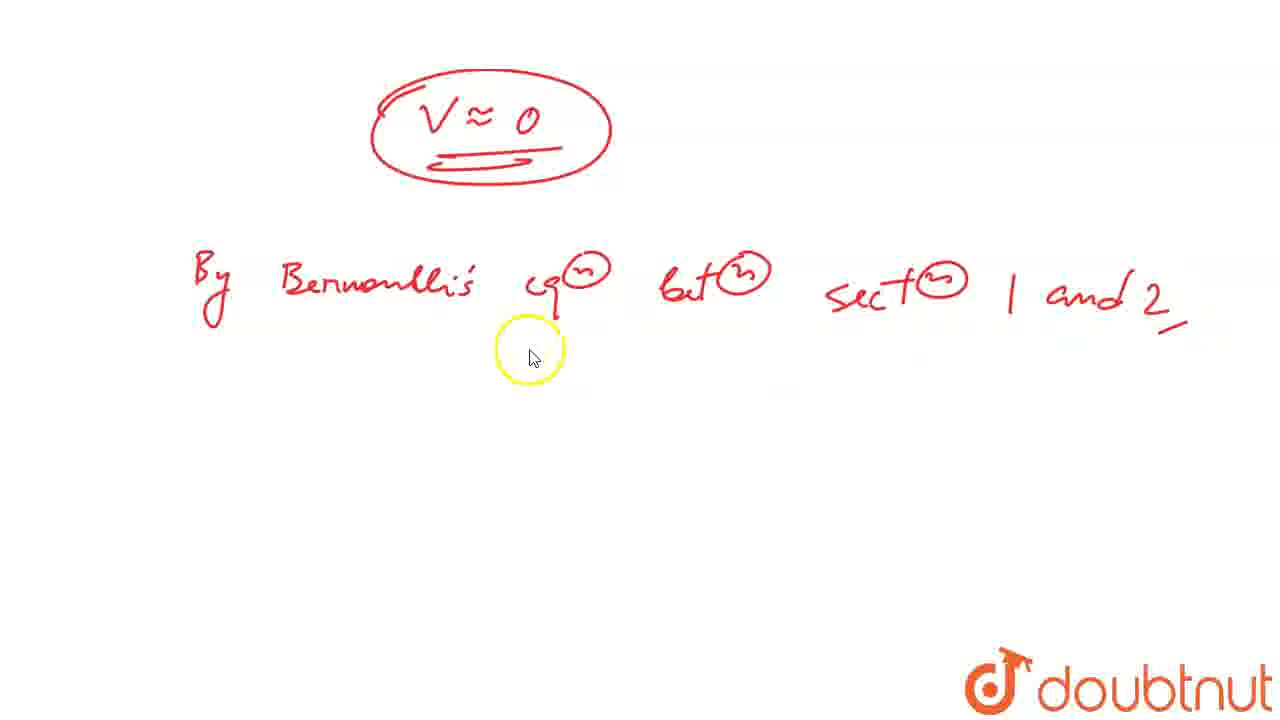 V ≈ 0
By Bernoulli's eqⁿ betⁿ sectⁿ 1 and 2
doubtnut